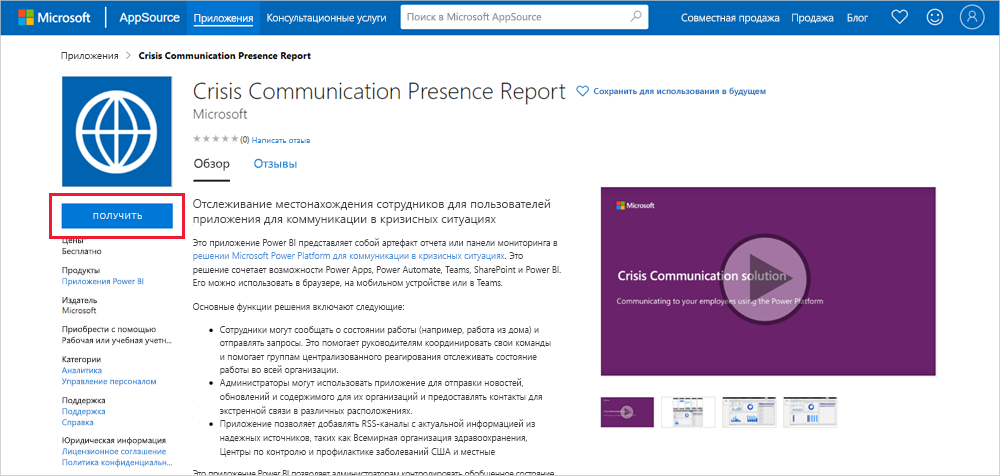 Microsoft | AppSource Приложения Консультационные услуги Поиск в Microsoft AppSource Совместная продажа Продажа Блог
Приложения > Crisis Communication Presence Report
Crisis Communication Presence Report Сохранить для использования в будущем
Microsoft
(0) Написать отзыв
Обзор Отзывы
ПОЛУЧИТЬ
Цены
Бесплатно
Продукты
Приложения Power BI
Издатель
Microsoft
Приобрести с помощью
Рабочая или учебная учетн...
Категории
Аналитика
Управление персоналом
Поддержка
Поддержка
Справка
Юридическая информация
Лицензионное соглашение
Политика конфиденциальн...
Отслеживание местонахождения сотрудников для пользователей
приложения для коммуникации в кризисных ситуациях
Это приложение Power BI представляет собой артефакт отчета или панели мониторинга в
решении Microsoft Power Platform для коммуникации в кризисных ситуациях. Это
решение сочетает возможности Power Apps, Power Automate, Teams, SharePoint и Power BI.
Его можно использовать в браузере, на мобильном устройстве или в Teams.
Основные функции решения включают следующие:
• Сотрудники могут сообщать о состоянии работы (например, работа из дома) и
отправлять запросы. Это помогает руководителям координировать свои команды
и помогает группам централизованного реагирования отслеживать состояние
работы во всей организации.
• Администраторы могут использовать приложение для отправки новостей,
обновлений и содержимого для их организаций и предоставлять контакты для
экстренной связи в различных расположениях.
• Приложение позволяет добавлять RSS-каналы с актуальной информацией из
надежных источников, таких как Всемирная организация здравоохранения,
Центры по контролю и профилактике заболеваний США и местные
Это приложение Power BI позволяет администраторам контролировать обобщенное состояние
Microsoft
Crisis Communication solution
Communicating to your employees using the Power Platform